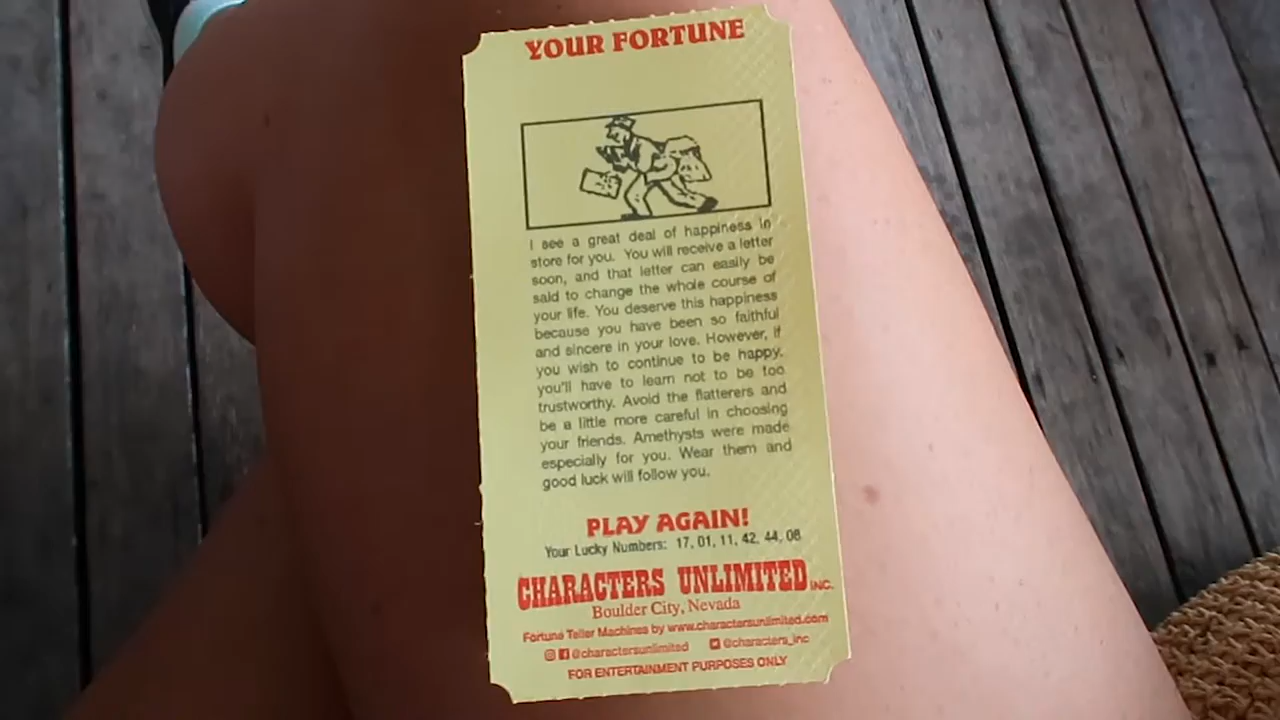 YOUR FORTUNE
I see a great deal of happiness in
store for you. You will receive a letter
soon, and that letter can easily be
said to change the whole course of
your life. You deserve this happiness
because you have been so faithful
and sincere in your love. However, if
you wish to continue to be happy,
you'll have to learn not to be too
trustworthy. Avoid the flatterers and
be a little more careful in choosing
your friends. Amethysts were made
especially for you. Wear them and
good luck will follow you.
PLAY AGAIN!
Your Lucky Numbers: 17, 01, 11, 42, 44, 08
CHARACTERS UNLIMITED INC.
Boulder City, Nevada
Fortune Teller Machines by www.charactersunlimited.com
@charactersunlimited @characters_inc
FOR ENTERTAINMENT PURPOSES ONLY